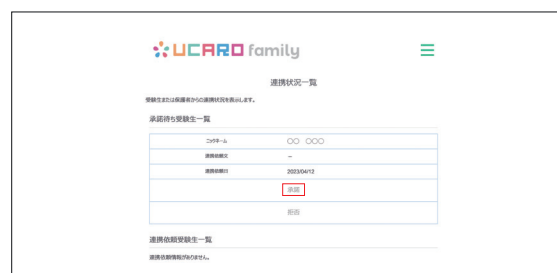 UCARO family
連携状況一覧
受験生または保護者からの連携状況を表示します。
承諾待ち受験生一覧
ニックネーム ○○ ○○○
連携依頼文 −
連携依頼日 2023/04/12
承諾
拒否
連携依頼受験生一覧
連携依頼情報がありません。